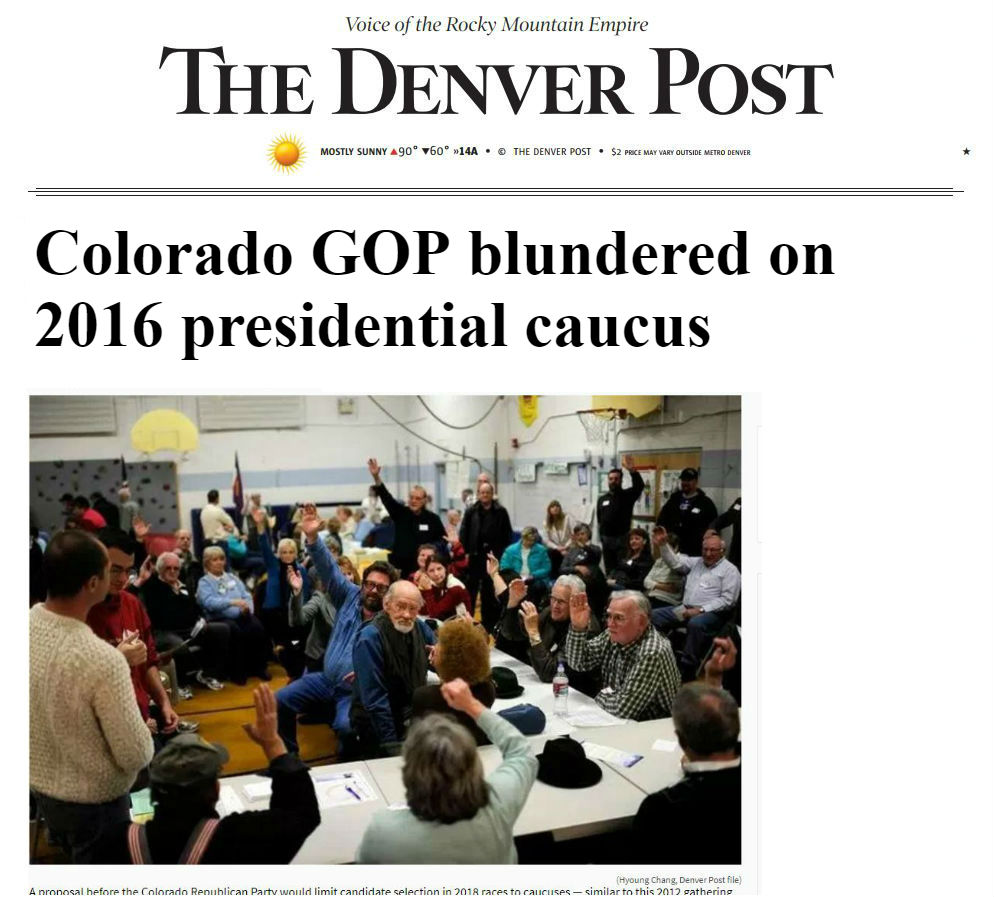 Voice of the Rocky Mountain Empire
THE DENVER POST
MOSTLY SUNNY ▲90° ▼60° »14A • © THE DENVER POST • $2 PRICE MAY VARY OUTSIDE METRO DENVER ★
Colorado GOP blundered on
2016 presidential caucus
(Hyoung Chang, Denver Post file)
A proposal before the Colorado Republican Party would limit candidate selection in 2018 races to caucuses — similar to this 2012 gathering